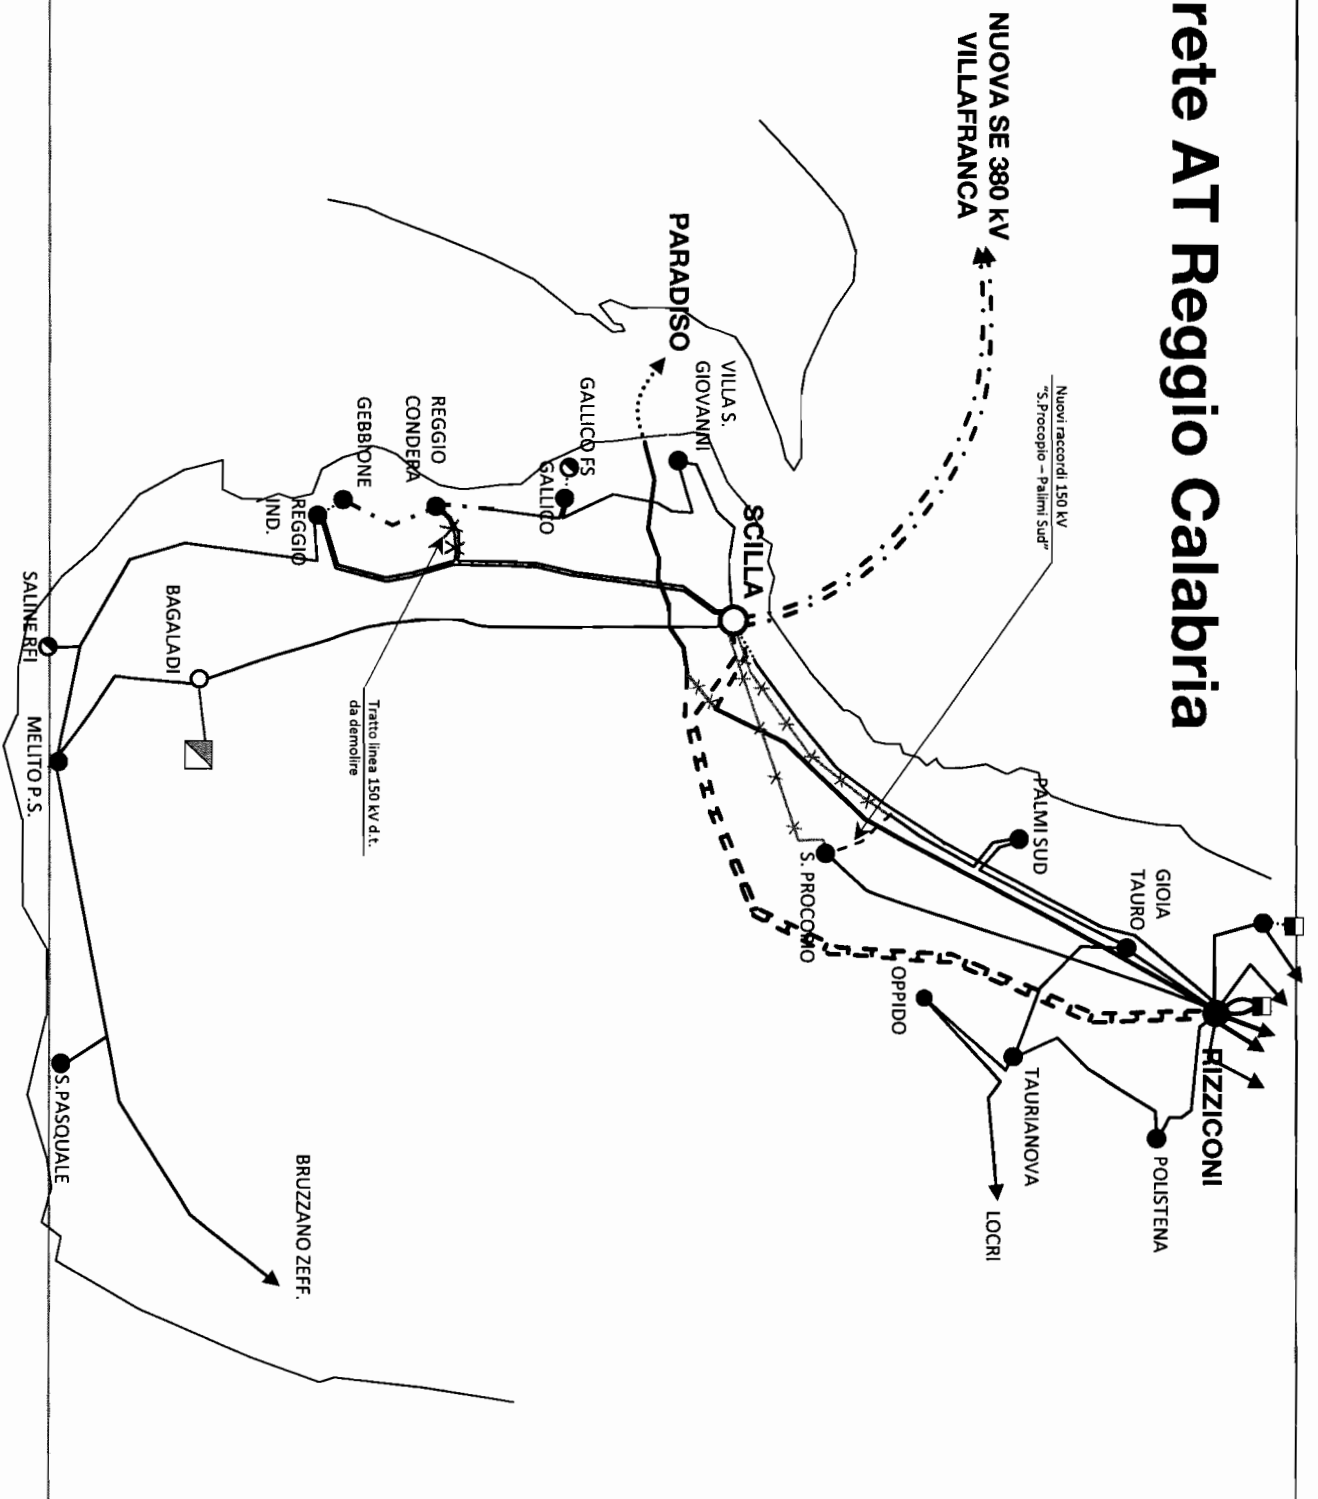 rete AT Reggio Calabria
NUOVA SE 380 kV
VILLAFRANCA
Nuovi raccordi 150 kV
"S.Procopio – Palmi Sud"
PARADISO
VILLA S.
GIOVANNI
SCILLA
GALLICO FS
GALLICO
REGGIO
CONDERA
GEBBIONE
REGGIO
IND.
SALINE RFI
BAGALADI
MELITO P.S.
Tratto linea 150 kV d.t.
da demolire
PALMI SUD
S. PROCOPIO
GIOIA
TAURO
OPPIDO
RIZZICONI
TAURIANOVA
POLISTENA
LOCRI
S.PASQUALE
BRUZZANO ZEFF.